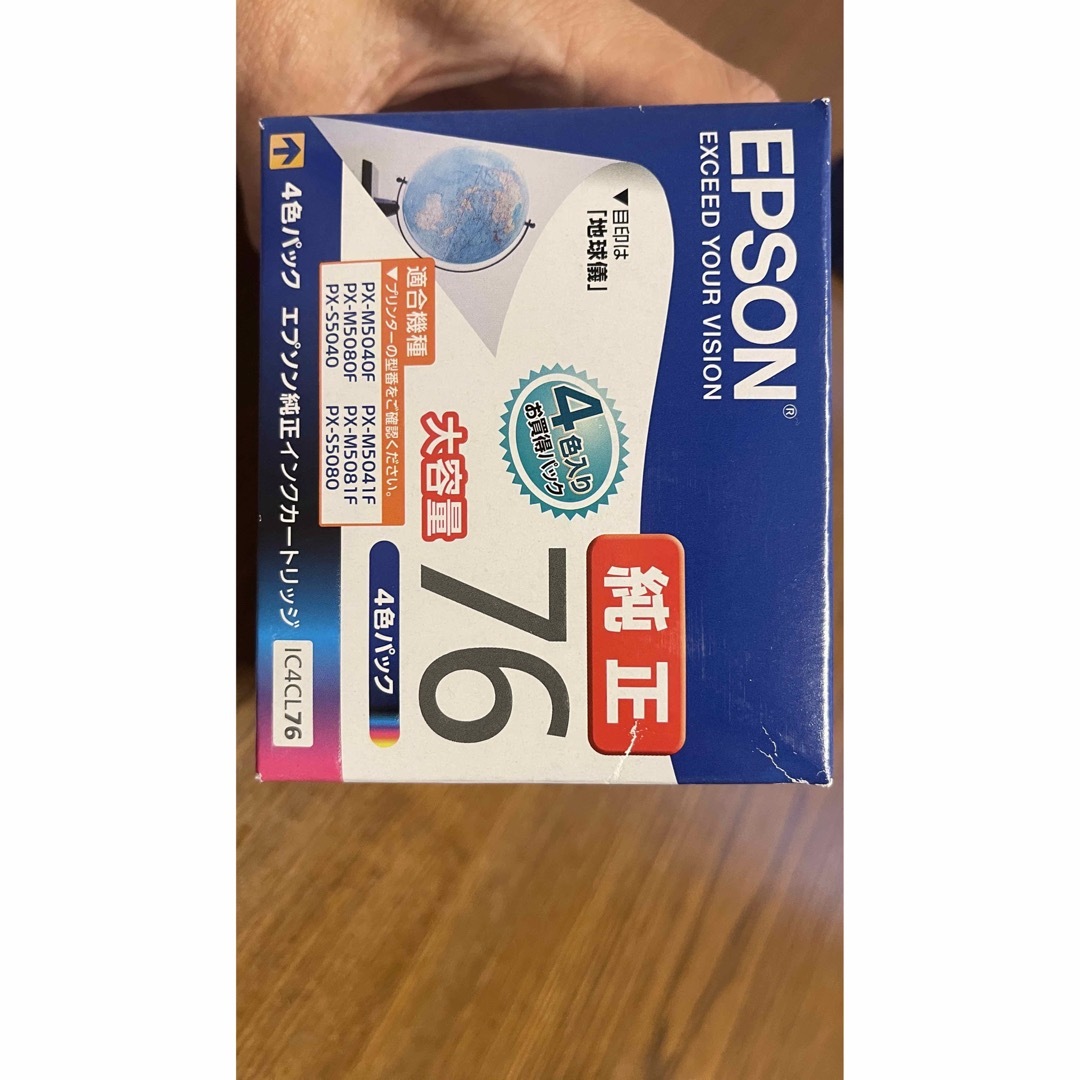 EPSON®
EXCEED YOUR VISION
▼目印は
「地球儀」
4色入り
お買得パック
純正
大容量
76
4色パック
適合機種
▼プリンターの型番をご確認ください。
PX-M5040F PX-M5041F
PX-M5080F PX-M5081F
PX-S5040 PX-S5080
4色パック エプソン純正インクカートリッジ IC4CL76